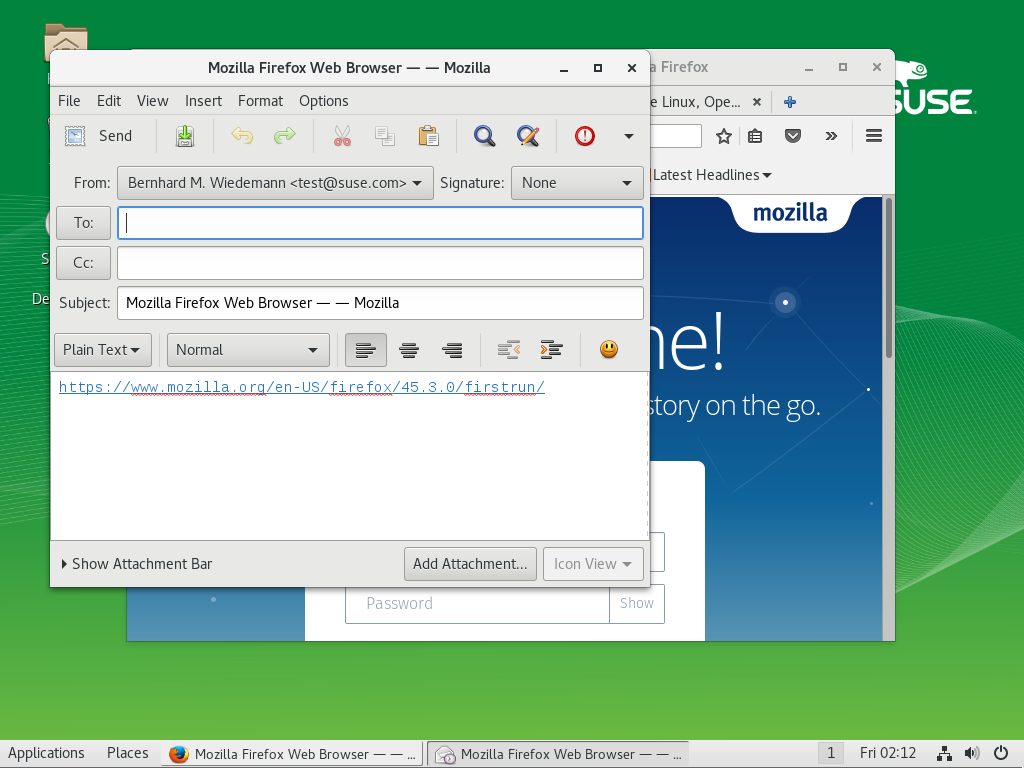 Mozilla Firefox Web Browser — — Mozilla
a Firefox
File Edit View Insert Format Options
e Linux, Ope...
Send
From: Bernhard M. Wiedemann <test@suse.com> Signature: None
Latest Headlines
To:
Cc:
Subject: Mozilla Firefox Web Browser — — Mozilla
mozilla
SUSE
Plain Text Normal
https://www.mozilla.org/en-US/firefox/45.3.0/firstrun/
ne!
story on the go.
Show Attachment Bar Add Attachment... Icon View
Password Show
De
Applications Places Mozilla Firefox Web Browser — — ... Mozilla Firefox Web Browser — — ... 1 Fri 02:12